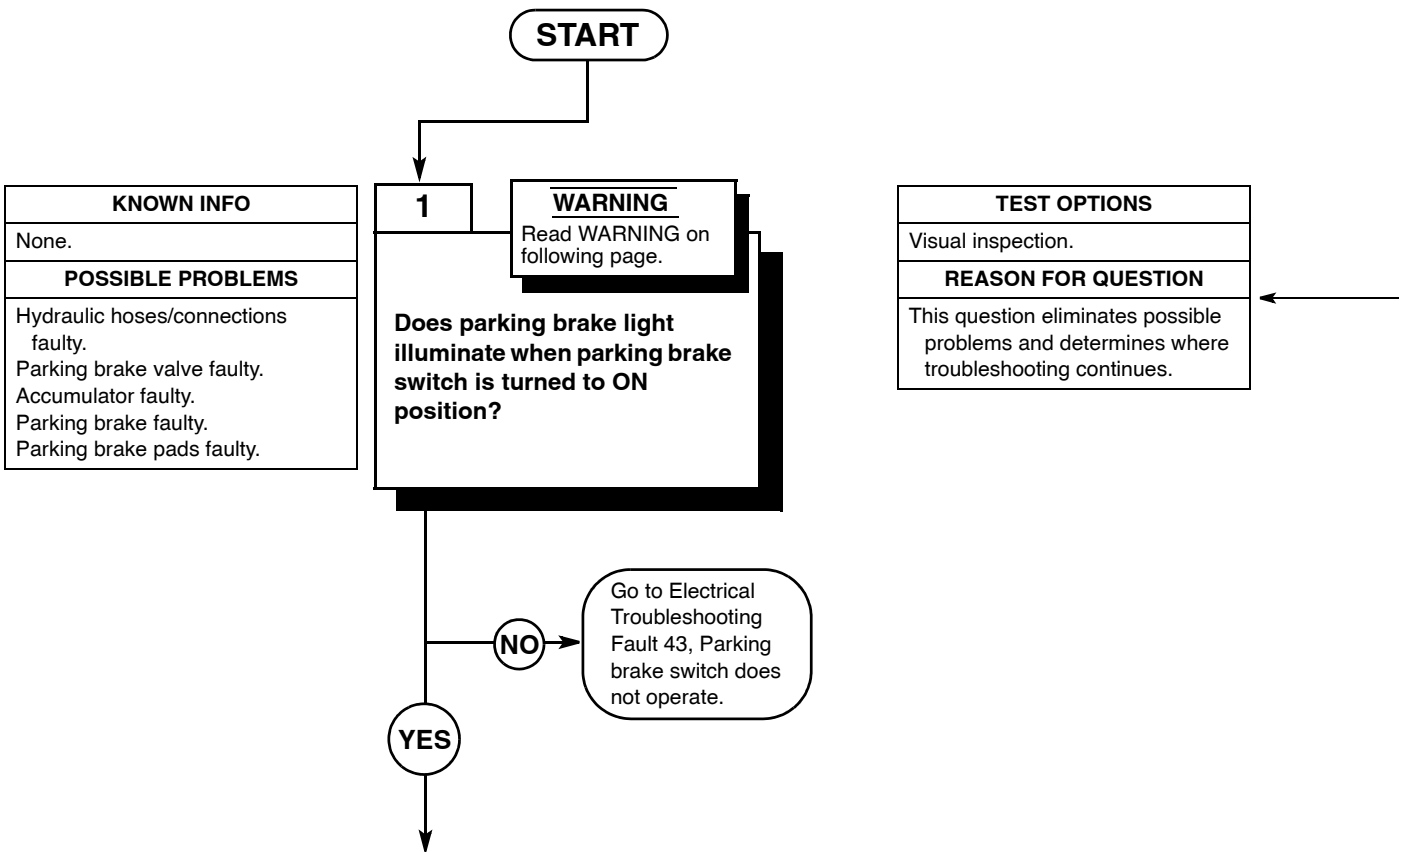 START
KNOWN INFO
None.
POSSIBLE PROBLEMS
Hydraulic hoses/connections
faulty.
Parking brake valve faulty.
Accumulator faulty.
Parking brake faulty.
Parking brake pads faulty.
1
WARNING
Read WARNING on
following page.
Does parking brake light
illuminate when parking brake
switch is turned to ON
position?
TEST OPTIONS
Visual inspection.
REASON FOR QUESTION
This question eliminates possible
problems and determines where
troubleshooting continues.
NO
Go to Electrical
Troubleshooting
Fault 43, Parking
brake switch does
not operate.
YES